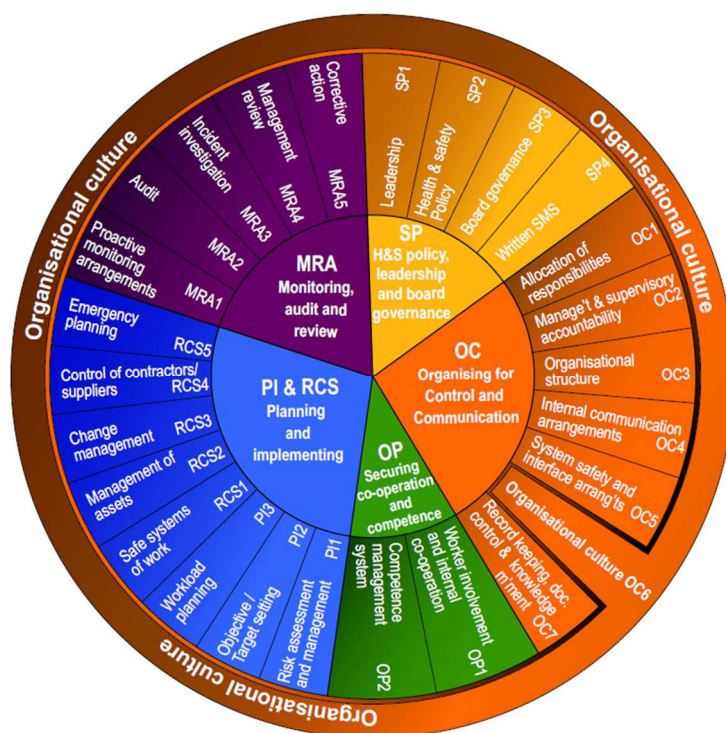 Organisational culture
Organisational culture
Organisational culture
SP
H&S policy,
leadership
and board
governance
Leadership
SP1
Health & safety
Policy
SP2
Board governance
SP3
Written SMS
SP4
OC
Organising for
Control and
Communication
Allocation of
responsibilities
OC1
Manage't & supervisory
accountability
OC2
Organisational
structure
OC3
Internal communication
arrangements
OC4
System safety and
interface arrang'ts
OC5
Organisational culture OC6
Record keeping, doc.
control & knowledge
m'ment
OC7
OP
Securing
co-operation and
competence
Worker involvement
and internal
co-operation
OP1
Competence
management
system
OP2
PI & RCS
Planning
and
implementing
PI1
Risk assessment
and management
PI2
Objective /
Target setting
PI3
Workload
planning
RCS1
Safe systems
of work
RCS2
Management of
assets
RCS3
Change
management
RCS4
Control of contractors/
suppliers
RCS5
Emergency
planning
MRA
Monitoring,
audit and
review
MRA1
Proactive
monitoring
arrangements
MRA2
Audit
MRA3
Incident
investigation
MRA4
Management
review
MRA5
Corrective
action